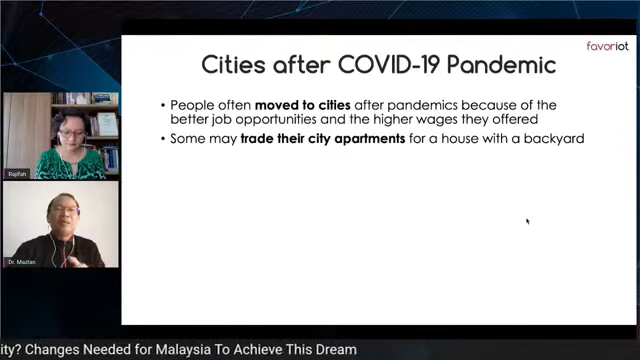 favoriot
Cities after COVID-19 Pandemic
• People often moved to cities after pandemics because of the
better job opportunities and the higher wages they offered
• Some may trade their city apartments for a house with a backyard
Rajifah
Dr. Mazlan
ity? Changes Needed for Malaysia To Achieve This Dream